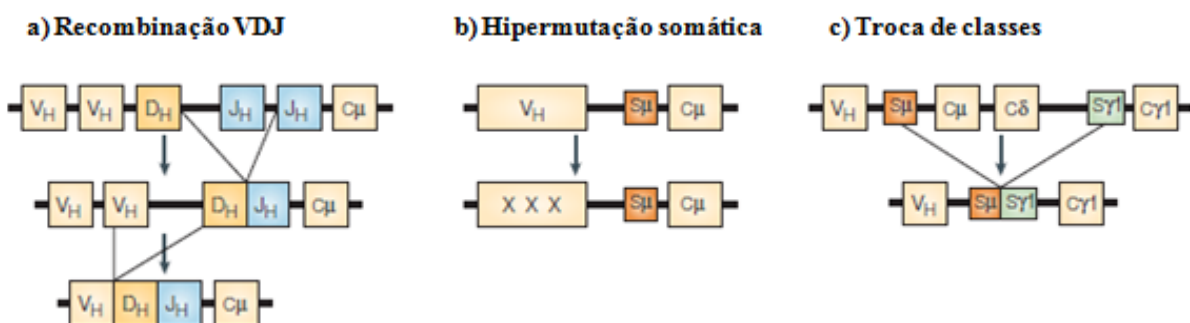 a) Recombinação VDJ
b) Hipermutação somática
c) Troca de classes
VH VH DH JH JH Cμ
VH VH DH JH Cμ
VH DH JH Cμ
VH Sμ Cμ
X X X Sμ Cμ
VH Sμ Cμ Cδ Sγ1 Cγ1
VH Sμ Sγ1 Cγ1